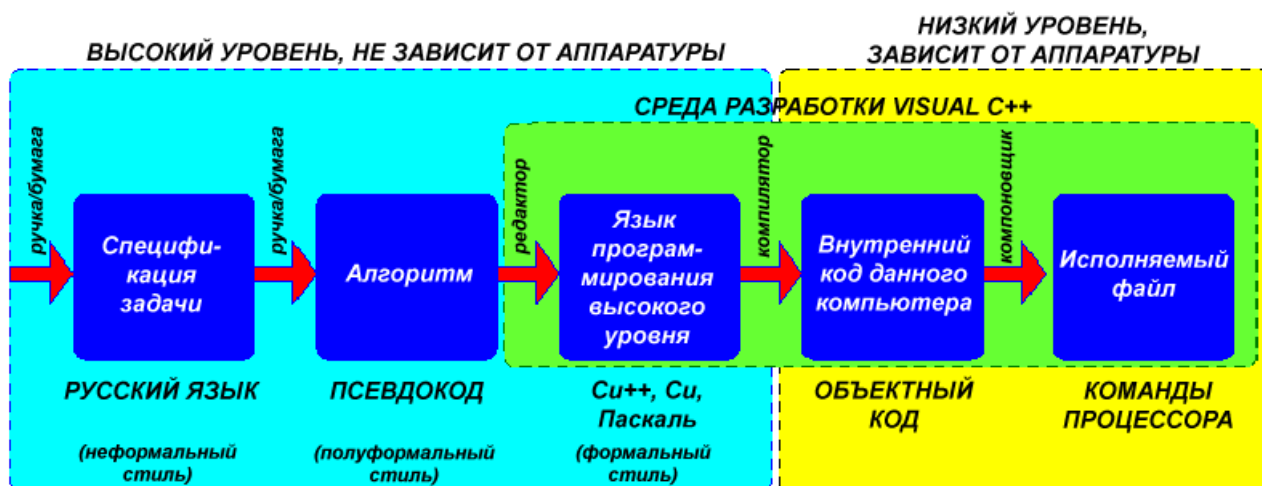 ВЫСОКИЙ УРОВЕНЬ, НЕ ЗАВИСИТ ОТ АППАРАТУРЫ
НИЗКИЙ УРОВЕНЬ,
ЗАВИСИТ ОТ АППАРАТУРЫ
СРЕДА РАЗРАБОТКИ VISUAL C++
ручка/бумага
Специфи-
кация
задачи
ручка/бумага
Алгоритм
редактор
Язык
програм-
мирования
высокого
уровня
компилятор
Внутренний
код данного
компьютера
компоновщик
Исполняемый
файл
РУССКИЙ ЯЗЫК
(неформальный
стиль)
ПСЕВДОКОД
(полуформальный
стиль)
Си++, Си,
Паскаль
(формальный
стиль)
ОБЪЕКТНЫЙ
КОД
КОМАНДЫ
ПРОЦЕССОРА